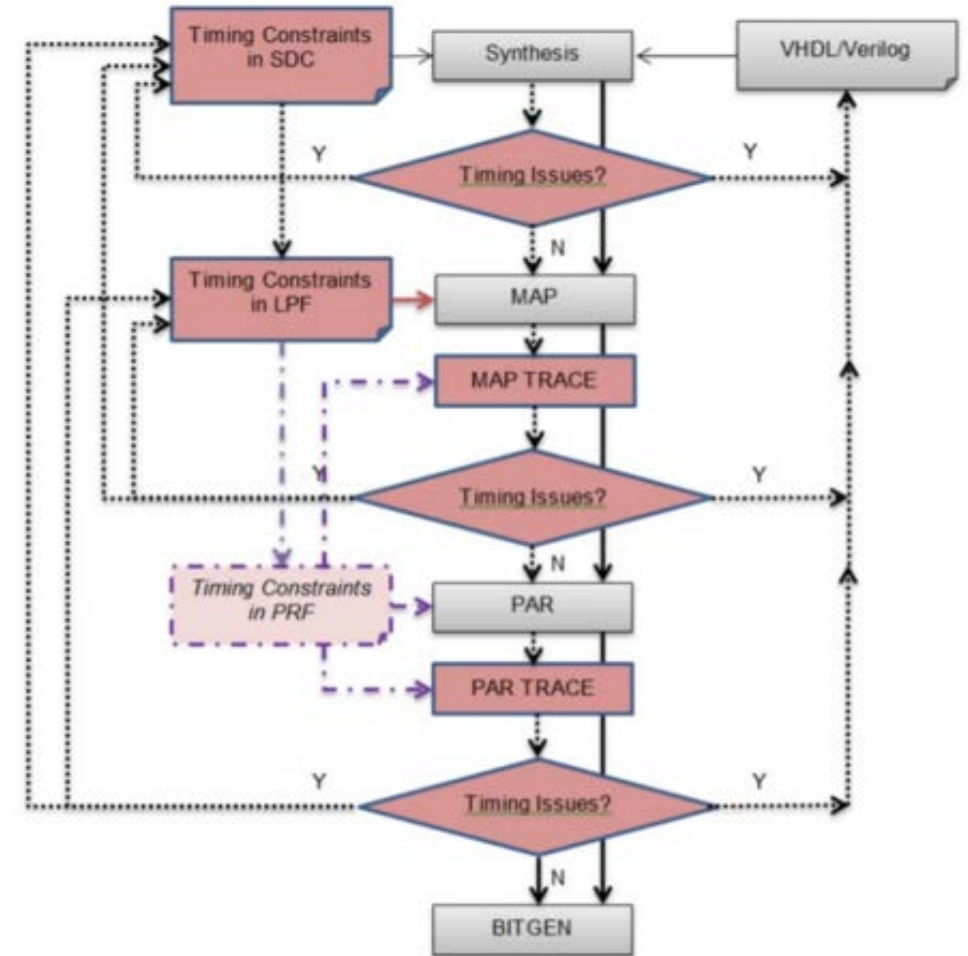 Timing Constraints
in SDC
Synthesis
VHDL/Verilog
Y
Timing Issues?
Y
N
Timing Constraints
in LPF
MAP
MAP TRACE
Y
Timing Issues?
Y
N
Timing Constraints
in PRF
PAR
PAR TRACE
Y
Timing Issues?
Y
N
BITGEN